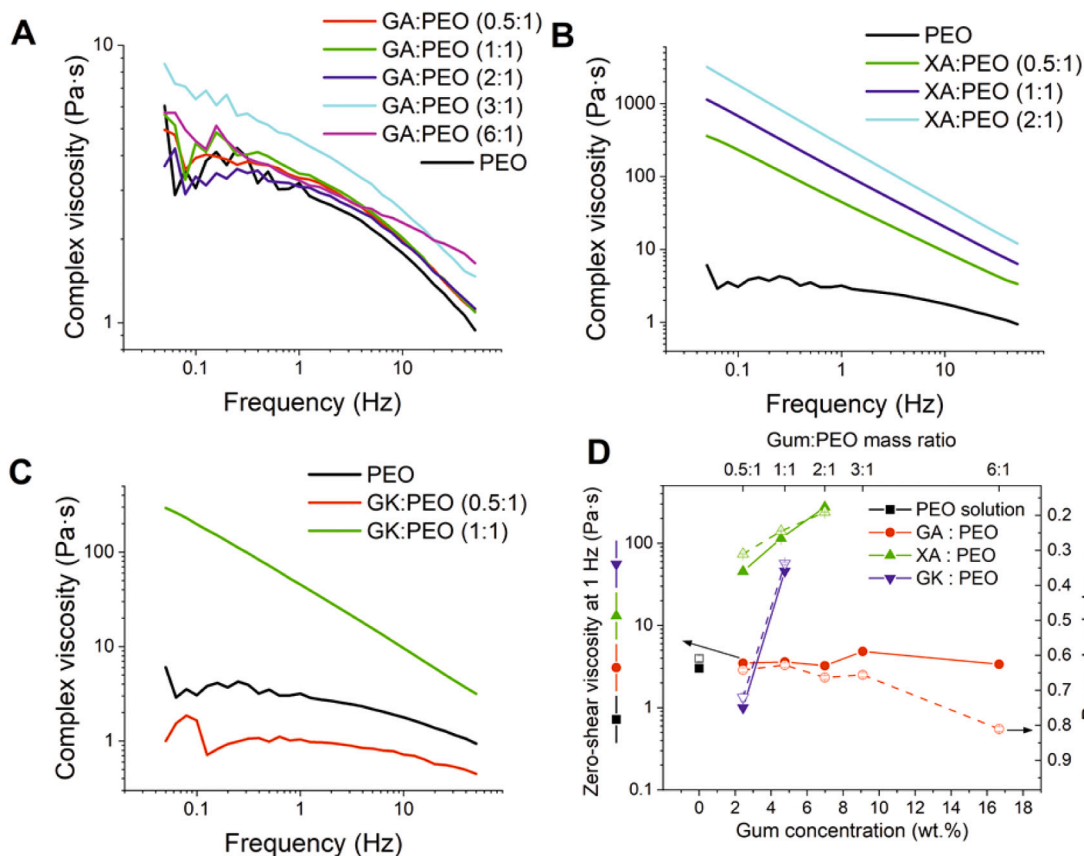 A
GA:PEO (0.5:1)
GA:PEO (1:1)
GA:PEO (2:1)
GA:PEO (3:1)
GA:PEO (6:1)
PEO
10
1
Complex viscosity (Pa·s)
0.1 1 10
Frequency (Hz)
B
PEO
XA:PEO (0.5:1)
XA:PEO (1:1)
XA:PEO (2:1)
1000
100
10
1
Complex viscosity (Pa·s)
0.1 1 10
Frequency (Hz)
C
PEO
GK:PEO (0.5:1)
GK:PEO (1:1)
100
10
1
Complex viscosity (Pa·s)
0.1 1 10
Frequency (Hz)
D
Gum:PEO mass ratio
0.5:1 1:1 2:1 3:1 6:1
PEO solution
GA : PEO
XA : PEO
GK : PEO
100
10
1
0.1
Zero-shear viscosity at 1 Hz (Pa·s)
0.2
0.3
0.4
0.5
0.6
0.7
0.8
0.9
0 2 4 6 8 10 12 14 16 18
Gum concentration (wt.%)